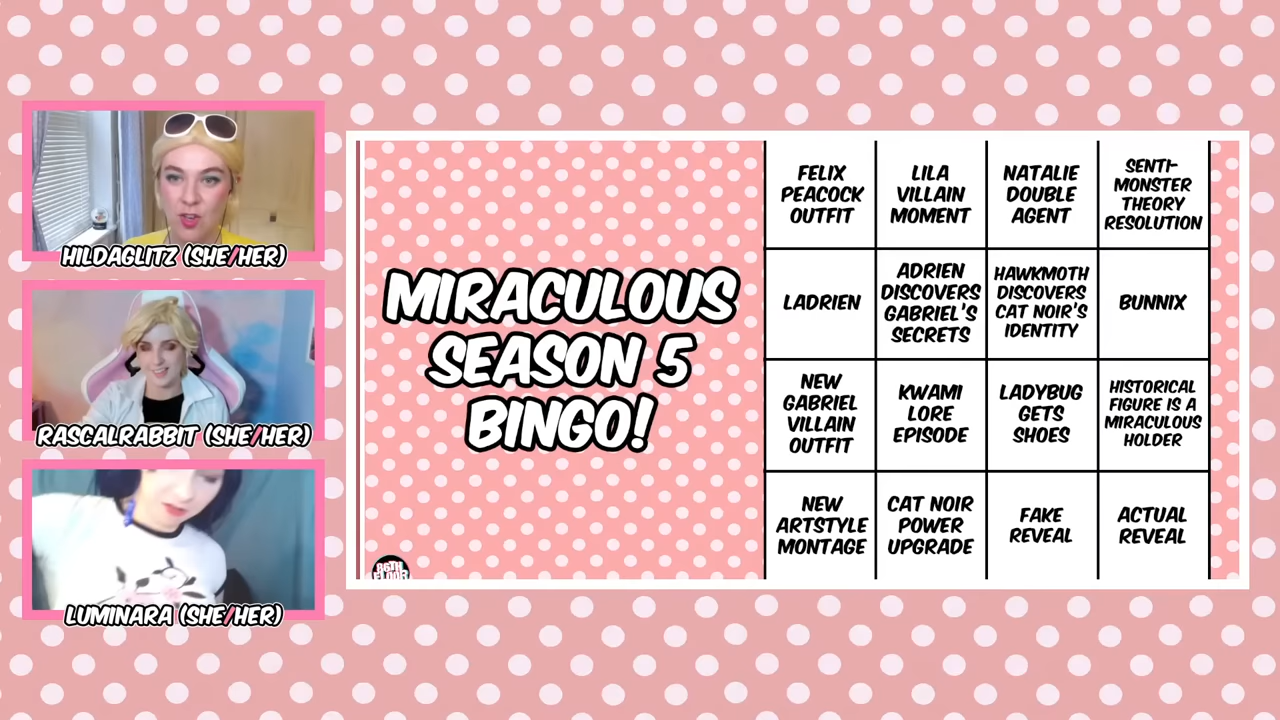 HILDAGLITZ (SHE/HER)
RASCALRABBIT (SHE/HER)
LUMINARA (SHE/HER)
MIRACULOUS
SEASON 5
BINGO!
86TH
FLOOR
FELIX
PEACOCK
OUTFIT
LILA
VILLAIN
MOMENT
NATALIE
DOUBLE
AGENT
SENTI-
MONSTER
THEORY
RESOLUTION
LADRIEN
ADRIEN
DISCOVERS
GABRIEL'S
SECRETS
HAWKMOTH
DISCOVERS
CAT NOIR'S
IDENTITY
BUNNIX
NEW
GABRIEL
VILLAIN
OUTFIT
KWAMI
LORE
EPISODE
LADYBUG
GETS
SHOES
HISTORICAL
FIGURE IS A
MIRACULOUS
HOLDER
NEW
ARTSTYLE
MONTAGE
CAT NOIR
POWER
UPGRADE
FAKE
REVEAL
ACTUAL
REVEAL